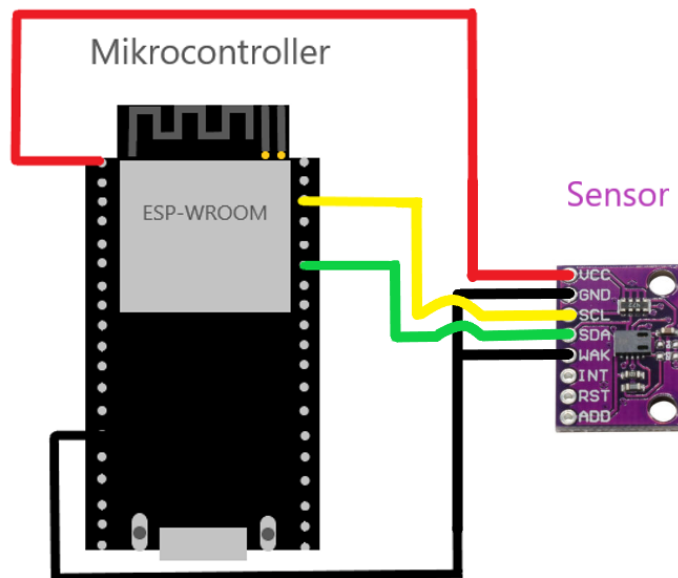 Mikrocontroller
ESP-WROOM
Sensor
VCC
GND
SCL
SDA
WAK
INT
RST
ADD